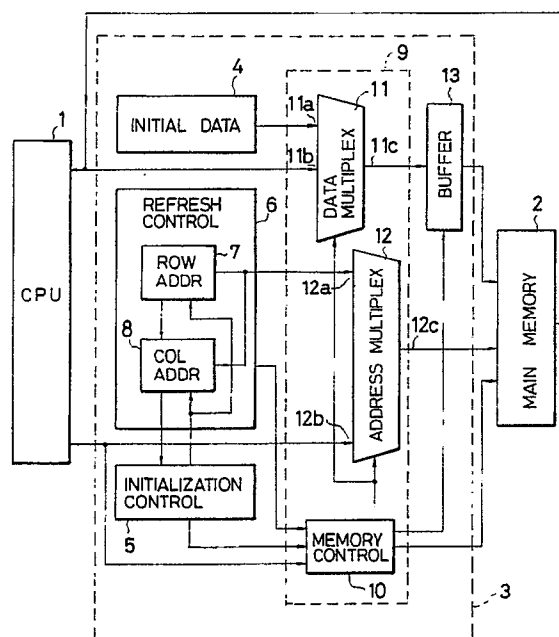 9
4
11
13
1
INITIAL DATA
11a
11b
11c
DATA
MULTIPLEX
BUFFER
CPU
REFRESH
CONTROL
6
7
ROW
ADDR
12
12a
2
8
COL
ADDR
12c
ADDRESS MULTIPLEX
MAIN MEMORY
12b
INITIALIZATION
CONTROL
5
MEMORY
CONTROL
10
3